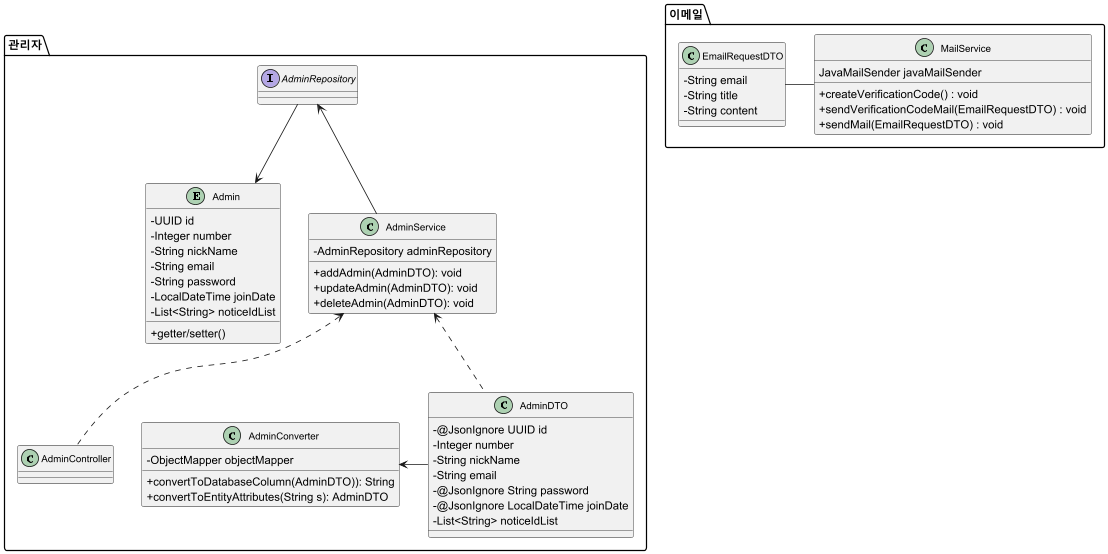 관리자
I AdminRepository
E Admin
-UUID id
-Integer number
-String nickName
-String email
-String password
-LocalDateTime joinDate
-List<String> noticeIdList
+getter/setter()
C AdminService
-AdminRepository adminRepository
+addAdmin(AdminDTO): void
+updateAdmin(AdminDTO): void
+deleteAdmin(AdminDTO): void
C AdminController
C AdminConverter
-ObjectMapper objectMapper
+convertToDatabaseColumn(AdminDTO)): String
+convertToEntityAttributes(String s): AdminDTO
C AdminDTO
-@JsonIgnore UUID id
-Integer number
-String nickName
-String email
-@JsonIgnore String password
-@JsonIgnore LocalDateTime joinDate
-List<String> noticeIdList
이메일
C EmailRequestDTO
-String email
-String title
-String content
C MailService
JavaMailSender javaMailSender
+createVerificationCode() : void
+sendVerificationCodeMail(EmailRequestDTO) : void
+sendMail(EmailRequestDTO) : void